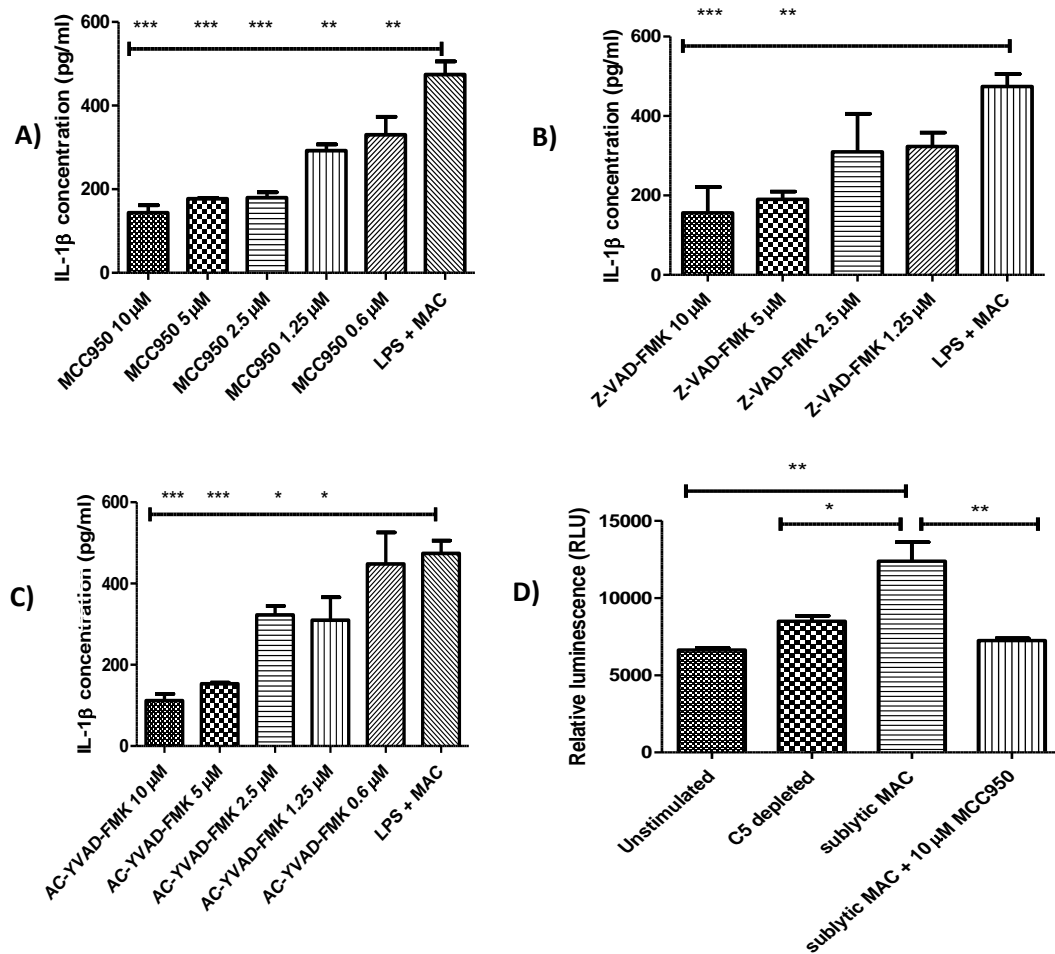 A)
IL-1β concentration (pg/ml)
600
400
200
0
*** *** *** ** **
MCC950 10 µM
MCC950 5 µM
MCC950 2.5 µM
MCC950 1.25 µM
MCC950 0.6 µM
LPS + MAC
B)
IL-1β concentration (pg/ml)
600
400
200
0
*** **
Z-VAD-FMK 10 µM
Z-VAD-FMK 5 µM
Z-VAD-FMK 2.5 µM
Z-VAD-FMK 1.25 µM
LPS + MAC
C)
IL-1β concentration (pg/ml)
600
400
200
0
*** *** * *
AC-YVAD-FMK 10 µM
AC-YVAD-FMK 5 µM
AC-YVAD-FMK 2.5 µM
AC-YVAD-FMK 1.25 µM
AC-YVAD-FMK 0.6 µM
LPS + MAC
D)
Relative luminescence (RLU)
15000
10000
5000
0
**
* **
Unstimulated
C5 depleted
sublytic MAC
sublytic MAC + 10 µM MCC950